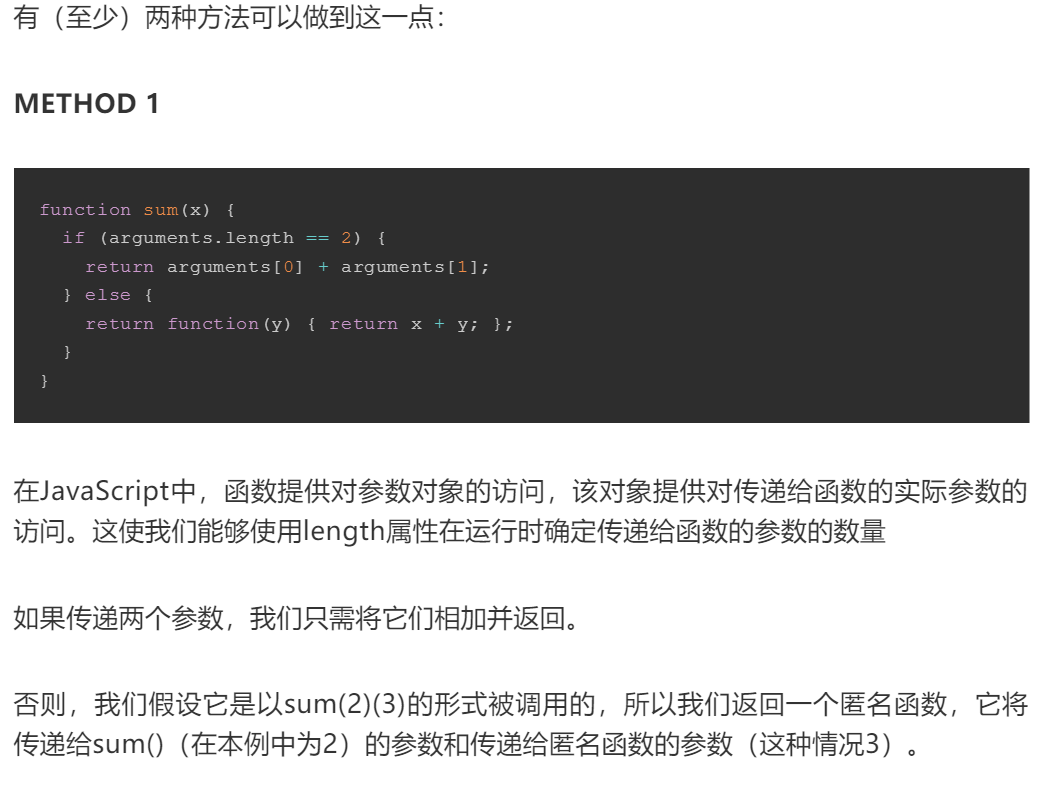 有（至少）两种方法可以做到这一点：
METHOD 1
function sum(x) {
  if (arguments.length == 2) {
    return arguments[0] + arguments[1];
  } else {
    return function(y) { return x + y; };
  }
}
在JavaScript中，函数提供对参数对象的访问，该对象提供对传递给函数的实际参数的
访问。这使我们能够使用length属性在运行时确定传递给函数的参数的数量
如果传递两个参数，我们只需将它们相加并返回。
否则，我们假设它是以sum(2)(3)的形式被调用的，所以我们返回一个匿名函数，它将
传递给sum()（在本例中为2）的参数和传递给匿名函数的参数（这种情况3）。